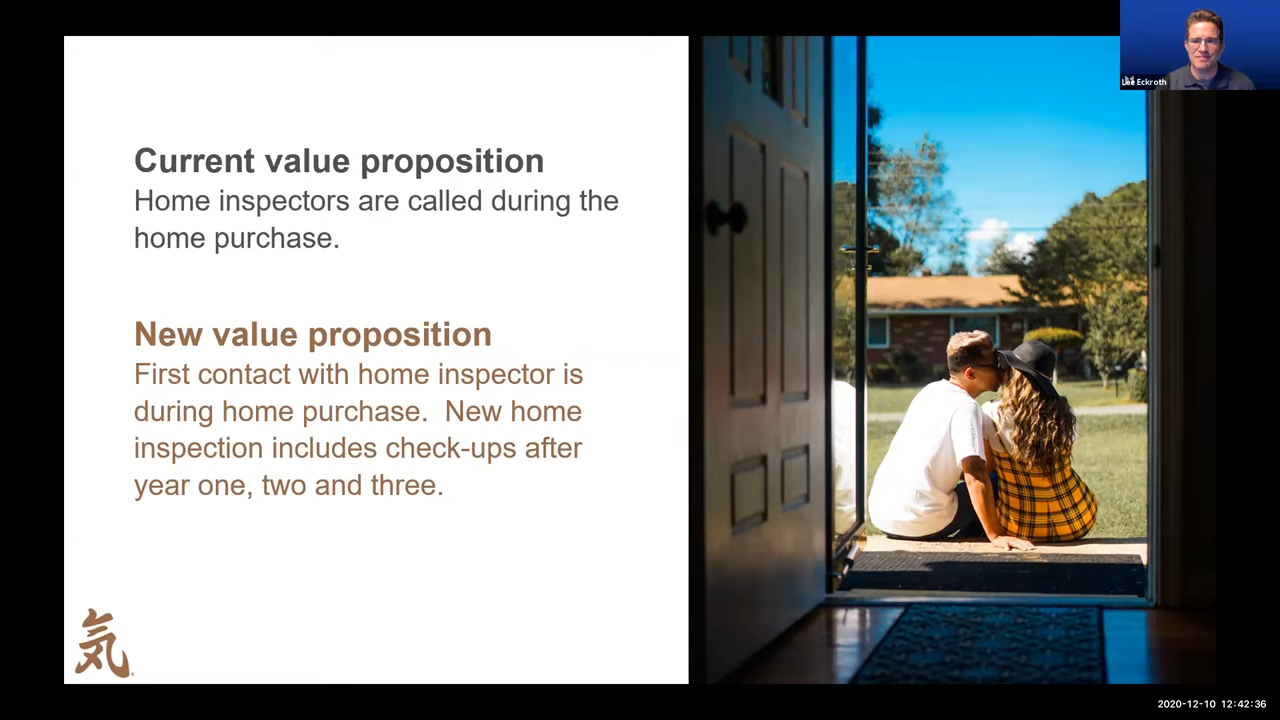 Current value proposition
Home inspectors are called during the
home purchase.
New value proposition
First contact with home inspector is
during home purchase.  New home
inspection includes check-ups after
year one, two and three.
気
Lee Eckroth
2020-12-10 12:42:36